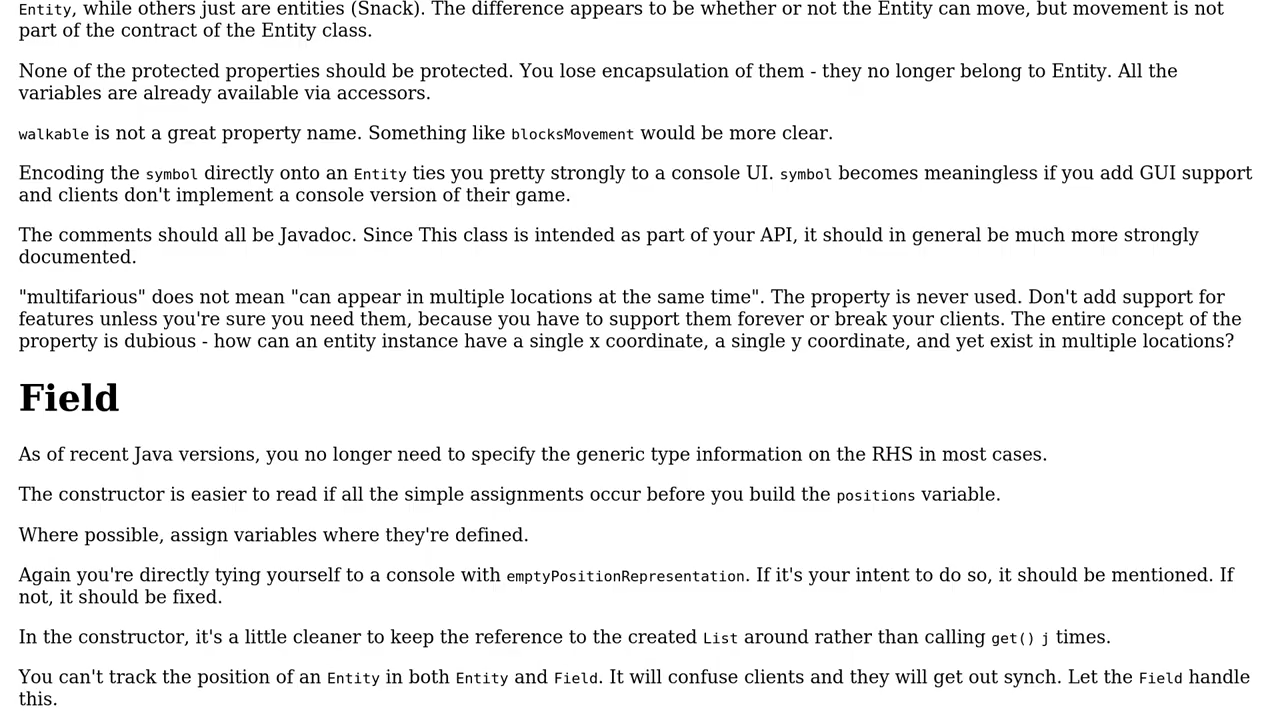 Entity, while others just are entities (Snack). The difference appears to be whether or not the Entity can move, but movement is not
part of the contract of the Entity class.
None of the protected properties should be protected. You lose encapsulation of them - they no longer belong to Entity. All the
variables are already available via accessors.
walkable is not a great property name. Something like blocksMovement would be more clear.
Encoding the symbol directly onto an Entity ties you pretty strongly to a console UI. symbol becomes meaningless if you add GUI support
and clients don't implement a console version of their game.
The comments should all be Javadoc. Since This class is intended as part of your API, it should in general be much more strongly
documented.
"multifarious" does not mean "can appear in multiple locations at the same time". The property is never used. Don't add support for
features unless you're sure you need them, because you have to support them forever or break your clients. The entire concept of the
property is dubious - how can an entity instance have a single x coordinate, a single y coordinate, and yet exist in multiple locations?
Field
As of recent Java versions, you no longer need to specify the generic type information on the RHS in most cases.
The constructor is easier to read if all the simple assignments occur before you build the positions variable.
Where possible, assign variables where they're defined.
Again you're directly tying yourself to a console with emptyPositionRepresentation. If it's your intent to do so, it should be mentioned. If
not, it should be fixed.
In the constructor, it's a little cleaner to keep the reference to the created List around rather than calling get() j times.
You can't track the position of an Entity in both Entity and Field. It will confuse clients and they will get out synch. Let the Field handle
this.